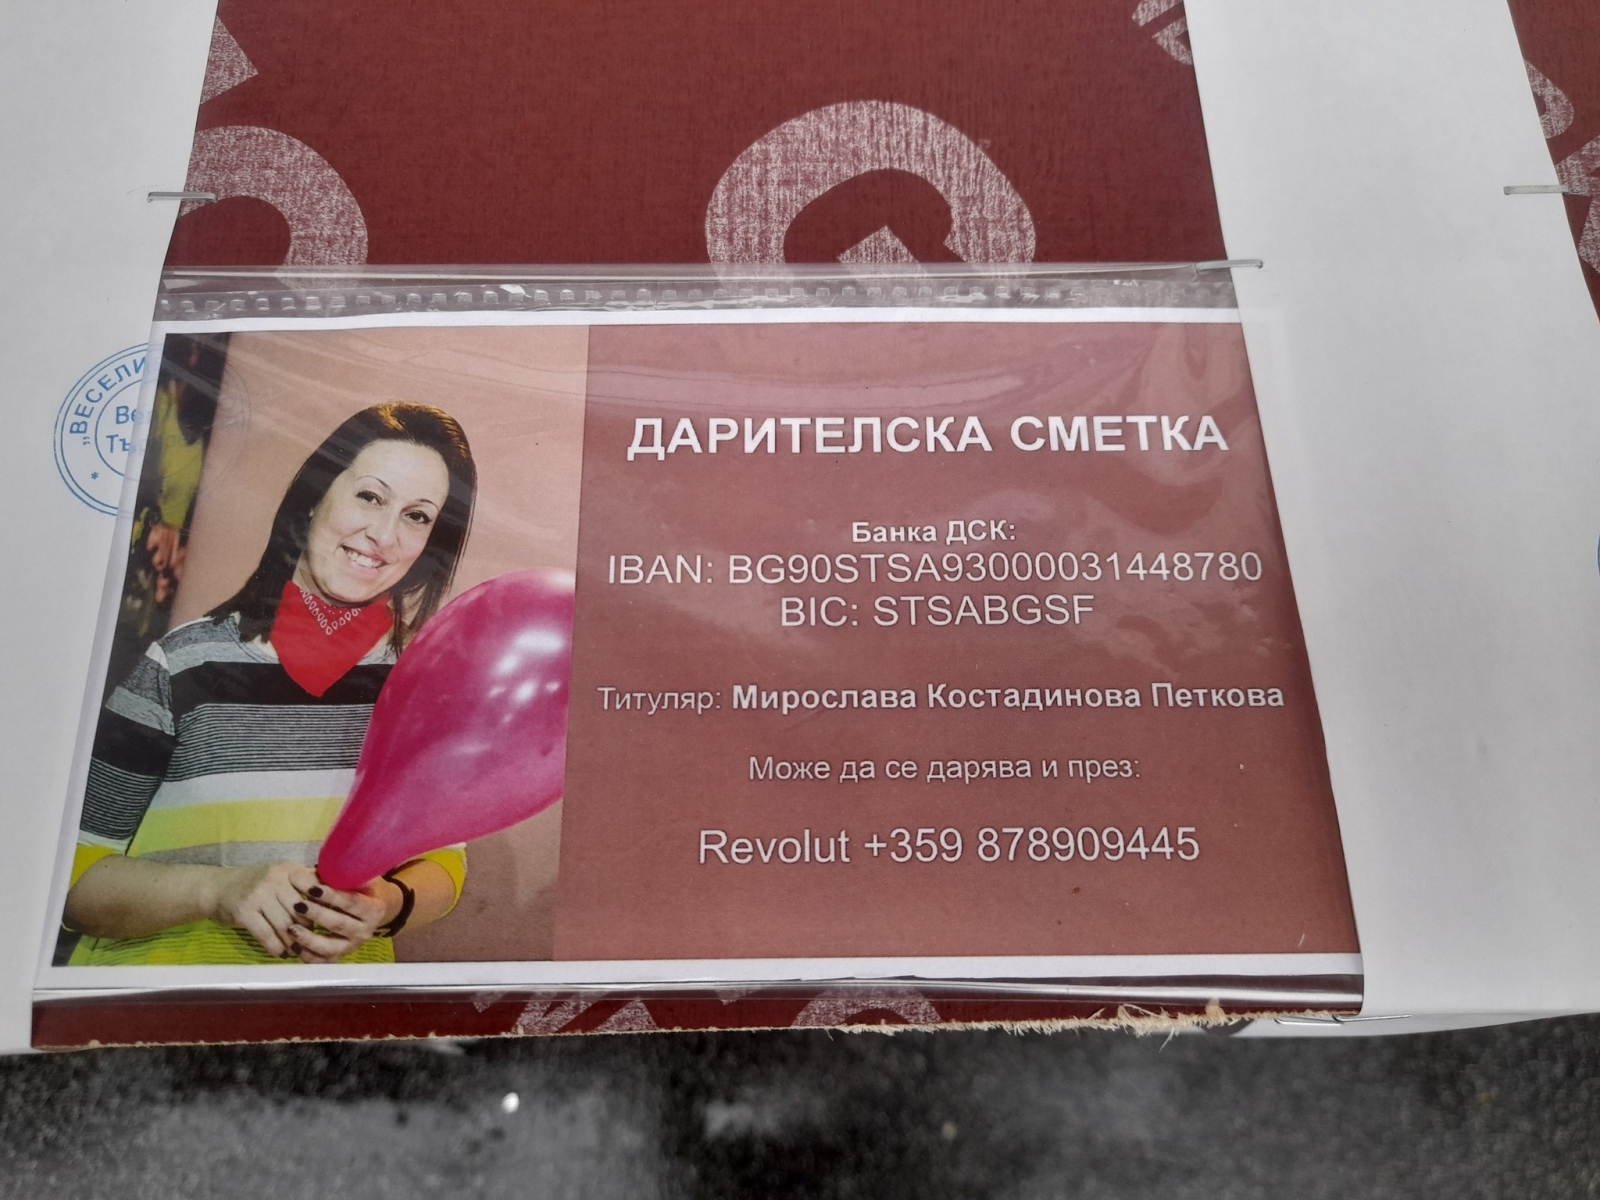 ДАРИТЕЛСКА СМЕТКА
Банка ДСК:
IBAN: BG90STSA93000031448780
BIC: STSABGSF
Титуляр: Мирослава Костадинова Петкова
Може да се дарява и през:
Revolut +359 878909445